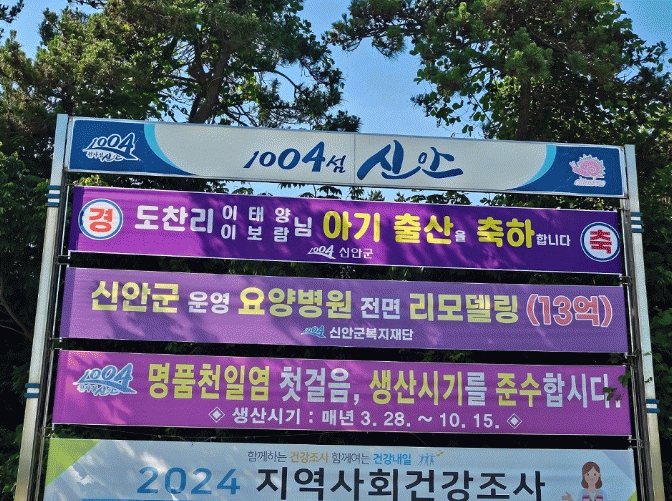 1004섬 신안
경 도찬리 이태양 이보람 님 아기 출산을 축하합니다 축
1004 신안군
신안군 운영 요양병원 전면 리모델링 (13억)
신안군복지재단
1004 명품천일염 첫걸음, 생산시기를 준수합시다!
◈ 생산시기 : 매년 3. 28. ~ 10. 15. ◈
함께하는 건강조사 함께여는 건강내일
2024 지역사회건강조사